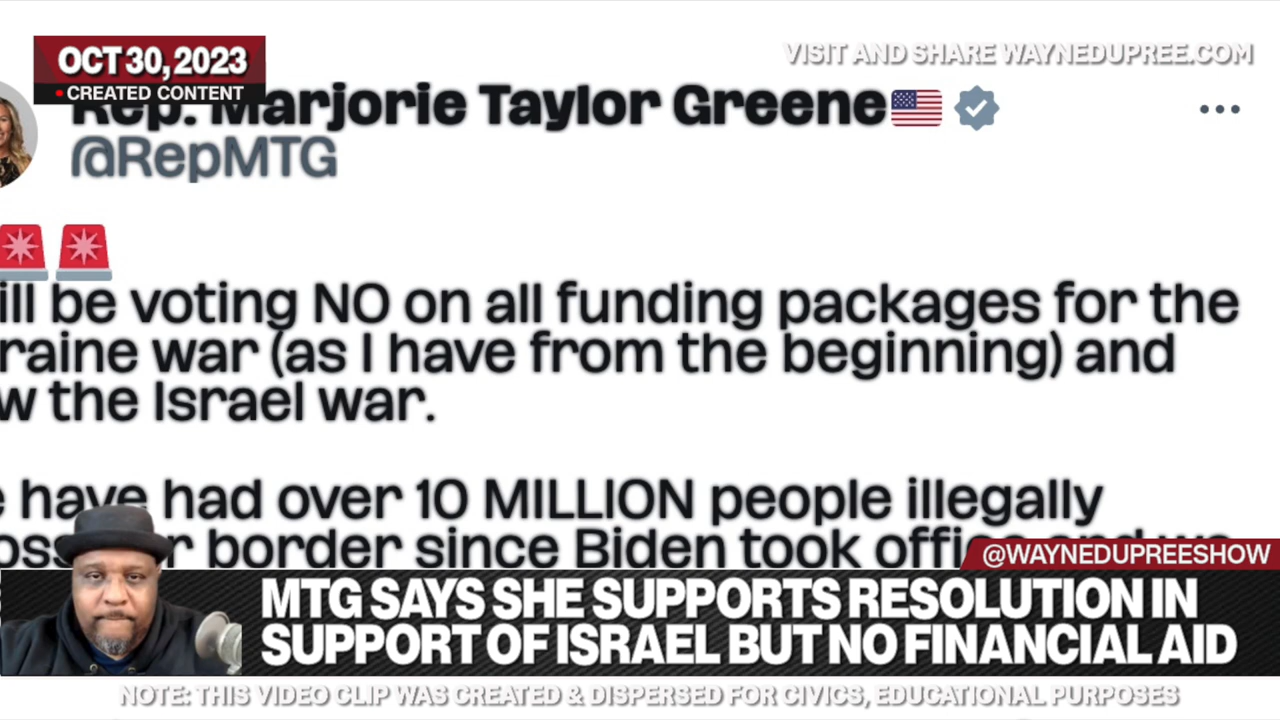 OCT 30, 2023
• CREATED CONTENT
VISIT AND SHARE WAYNEDUPREE.COM
Rep. Marjorie Taylor Greene
@RepMTG
ill be voting NO on all funding packages for the
raine war (as I have from the beginning) and
w the Israel war.
e have had over 10 MILLION people illegally
border since Biden took office and we
@WAYNEDUPREESHOW
MTG SAYS SHE SUPPORTS RESOLUTION IN
SUPPORT OF ISRAEL BUT NO FINANCIAL AID
NOTE: THIS VIDEO CLIP WAS CREATED & DISPERSED FOR CIVICS, EDUCATIONAL PURPOSES